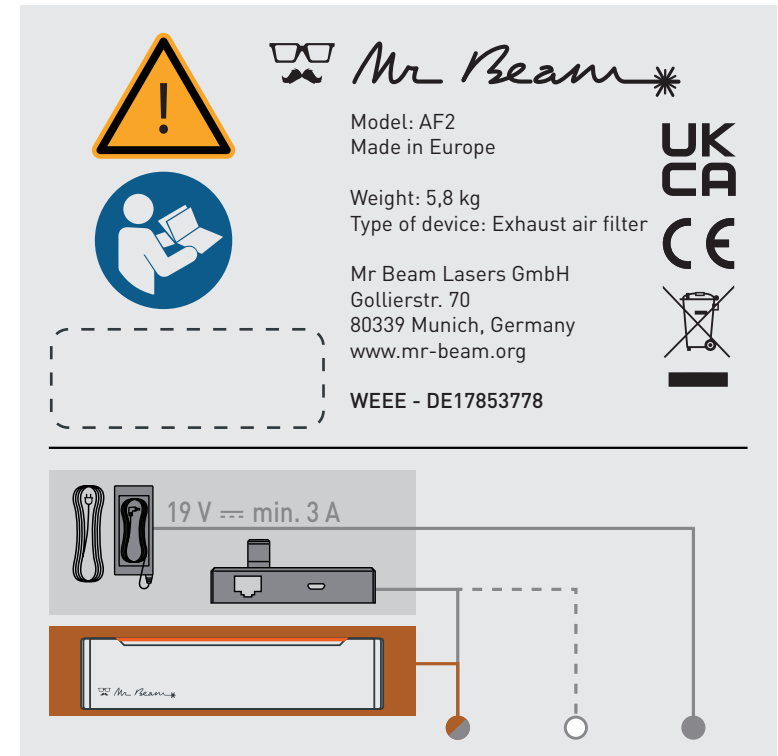 Mr Beam
Model: AF2
Made in Europe
UK
CA
Weight: 5,8 kg
Type of device: Exhaust air filter
CE
Mr Beam Lasers GmbH
Gollierstr. 70
80339 Munich, Germany
www.mr-beam.org
WEEE - DE17853778
19 V ⎓ min. 3 A
Mr Beam